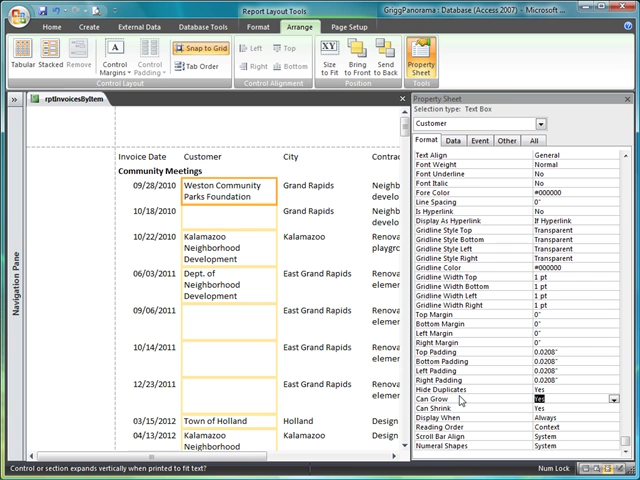 Report Layout Tools
GriggPanorama : Database (Access 2007) - Microsoft ...
Home
Create
External Data
Database Tools
Format
Arrange
Page Setup
Tabular
Stacked
Remove
Control Margins
Control Padding
Snap to Grid
Tab Order
Left
Top
Right
Bottom
Size to Fit
Bring to Front
Send to Back
Property Sheet
Control Layout
Control Alignment
Position
Tools
rptInvoicesByItem
Navigation Pane
Invoice Date
Customer
City
Contrac
Community Meetings
09/28/2010
Weston Community
Parks Foundation
Grand Rapids
Neighb
develo
10/18/2010
Grand Rapids
Neighb
develo
10/22/2010
Kalamazoo
Neighborhood
Development
Kalamazoo
Renova
playgro
06/03/2011
Dept. of
Neighborhood
Development
East Grand Rapids
Renova
elemen
09/06/2011
East Grand Rapids
Renova
elemen
10/14/2011
East Grand Rapids
Renova
elemen
12/23/2011
East Grand Rapids
Renova
elemen
03/15/2012
Town of Holland
Holland
Design
04/13/2012
Kalamazoo
Neighborhood
Kalamazoo
Design
Property Sheet
Selection type: Text Box
Customer
Format
Data
Event
Other
All
Text Align General
Font Weight Normal
Font Underline No
Font Italic No
Fore Color #000000
Line Spacing 0"
Is Hyperlink No
Display As Hyperlink If Hyperlink
Gridline Style Top Transparent
Gridline Style Bottom Transparent
Gridline Style Left Transparent
Gridline Style Right Transparent
Gridline Color #000000
Gridline Width Top 1 pt
Gridline Width Bottom 1 pt
Gridline Width Left 1 pt
Gridline Width Right 1 pt
Top Margin 0"
Bottom Margin 0"
Left Margin 0"
Right Margin 0"
Top Padding 0.0208"
Bottom Padding 0.0208"
Left Padding 0.0208"
Right Padding 0.0208"
Hide Duplicates Yes
Can Grow Yes
Can Shrink Yes
Display When Always
Reading Order Context
Scroll Bar Align System
Numeral Shapes System
Control or section expands vertically when printed to fit text?
Num Lock